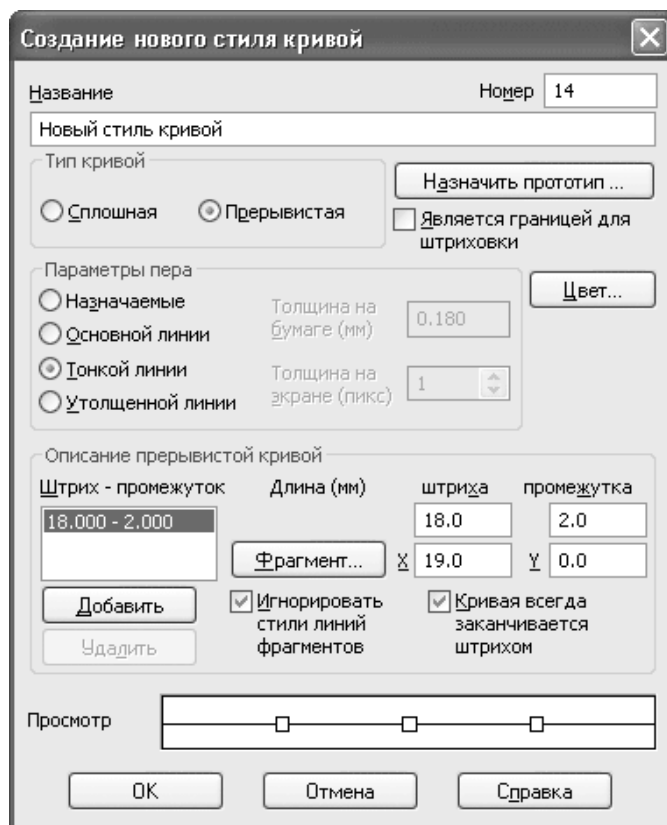 Создание нового стиля кривой
Название
Номер 14
Новый стиль кривой
Тип кривой
Сплошная Прерывистая
Назначить прототип ...
Является границей для
штриховки
Параметры пера
Назначаемые
Основной линии
Тонкой линии
Утолщенной линии
Толщина на
бумаге (мм)
0.180
Толщина на
экране (пикс)
1
Цвет...
Описание прерывистой кривой
Штрих - промежуток Длина (мм) штриха промежутка
18.000 - 2.000
18.0 2.0
Фрагмент... X 19.0 Y 0.0
Добавить
Удалить
Игнорировать
стили линий
фрагментов
Кривая всегда
заканчивается
штрихом
Просмотр
OK Отмена Справка